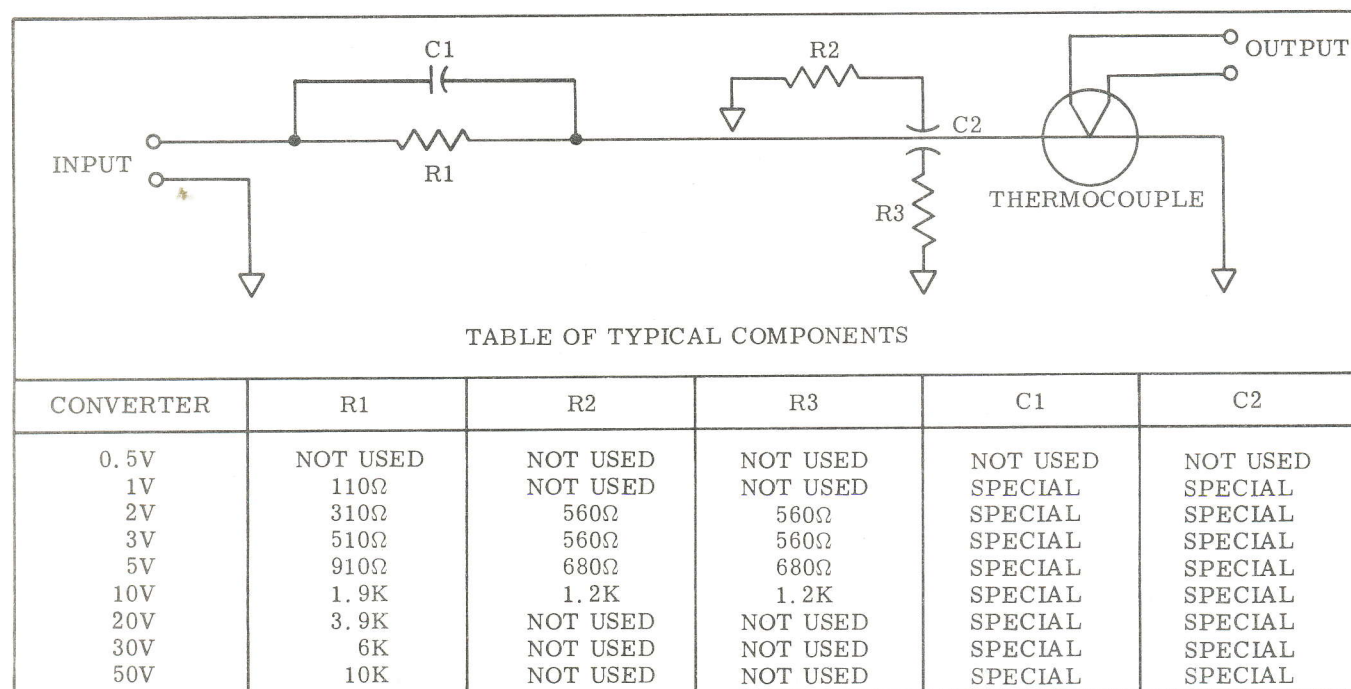 C1
R2
OUTPUT
C2
INPUT
R1
THERMOCOUPLE
R3
TABLE OF TYPICAL COMPONENTS
CONVERTER R1 R2 R3 C1 C2
0.5V NOT USED NOT USED NOT USED NOT USED NOT USED
1V 110Ω NOT USED NOT USED SPECIAL SPECIAL
2V 310Ω 560Ω 560Ω SPECIAL SPECIAL
3V 510Ω 560Ω 560Ω SPECIAL SPECIAL
5V 910Ω 680Ω 680Ω SPECIAL SPECIAL
10V 1.9K 1.2K 1.2K SPECIAL SPECIAL
20V 3.9K NOT USED NOT USED SPECIAL SPECIAL
30V 6K NOT USED NOT USED SPECIAL SPECIAL
50V 10K NOT USED NOT USED SPECIAL SPECIAL